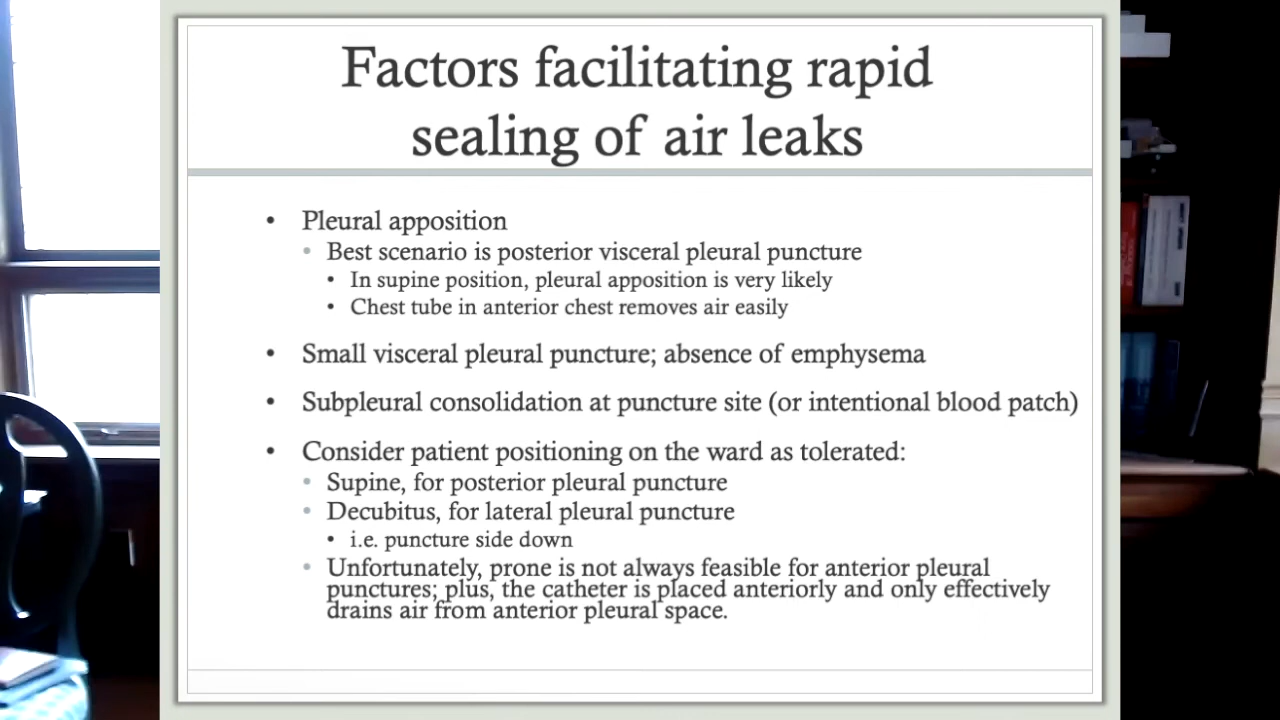 Factors facilitating rapid
sealing of air leaks
• Pleural apposition
• Best scenario is posterior visceral pleural puncture
• In supine position, pleural apposition is very likely
• Chest tube in anterior chest removes air easily
• Small visceral pleural puncture; absence of emphysema
• Subpleural consolidation at puncture site (or intentional blood patch)
• Consider patient positioning on the ward as tolerated:
• Supine, for posterior pleural puncture
• Decubitus, for lateral pleural puncture
• i.e. puncture side down
• Unfortunately, prone is not always feasible for anterior pleural
punctures; plus, the catheter is placed anteriorly and only effectively
drains air from anterior pleural space.